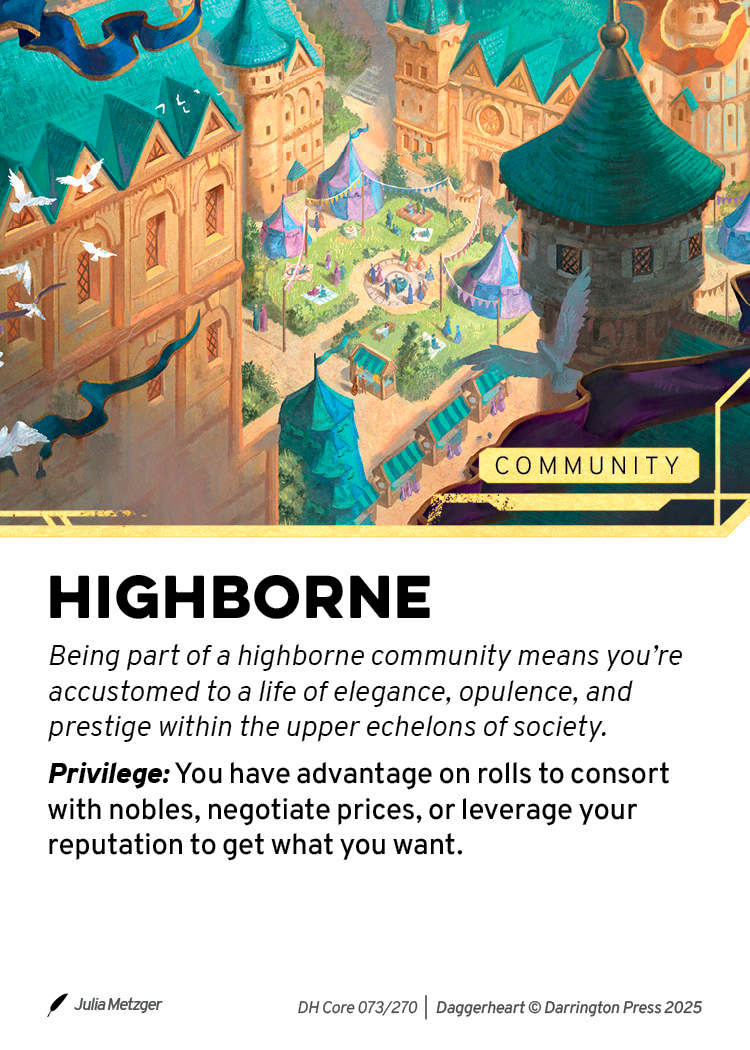 COMMUNITY
HIGHBORNE
Being part of a highborne community means you’re
accustomed to a life of elegance, opulence, and
prestige within the upper echelons of society.
Privilege: You have advantage on rolls to consort
with nobles, negotiate prices, or leverage your
reputation to get what you want.
Julia Metzger
DH Core 073/270 | Daggerheart © Darrington Press 2025